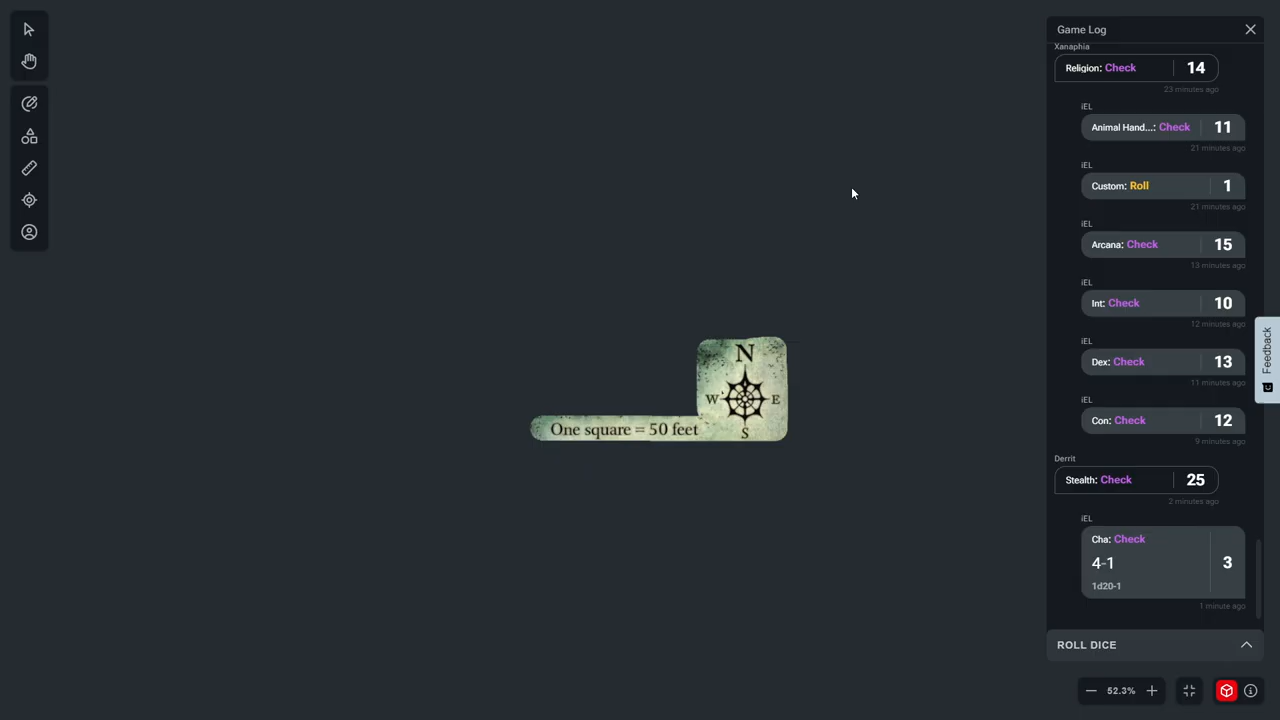 Game Log
Xanaphia
Religion: Check 14
23 minutes ago
iEL
Animal Hand...: Check 11
21 minutes ago
iEL
Custom: Roll 1
21 minutes ago
iEL
Arcana: Check 15
13 minutes ago
iEL
Int: Check 10
12 minutes ago
iEL
Dex: Check 13
11 minutes ago
iEL
Con: Check 12
9 minutes ago
Derrit
Stealth: Check 25
2 minutes ago
iEL
Cha: Check
4-1 3
1d20-1
1 minute ago
ROLL DICE
52.3%
Feedback
N
W E
S
One square = 50 feet